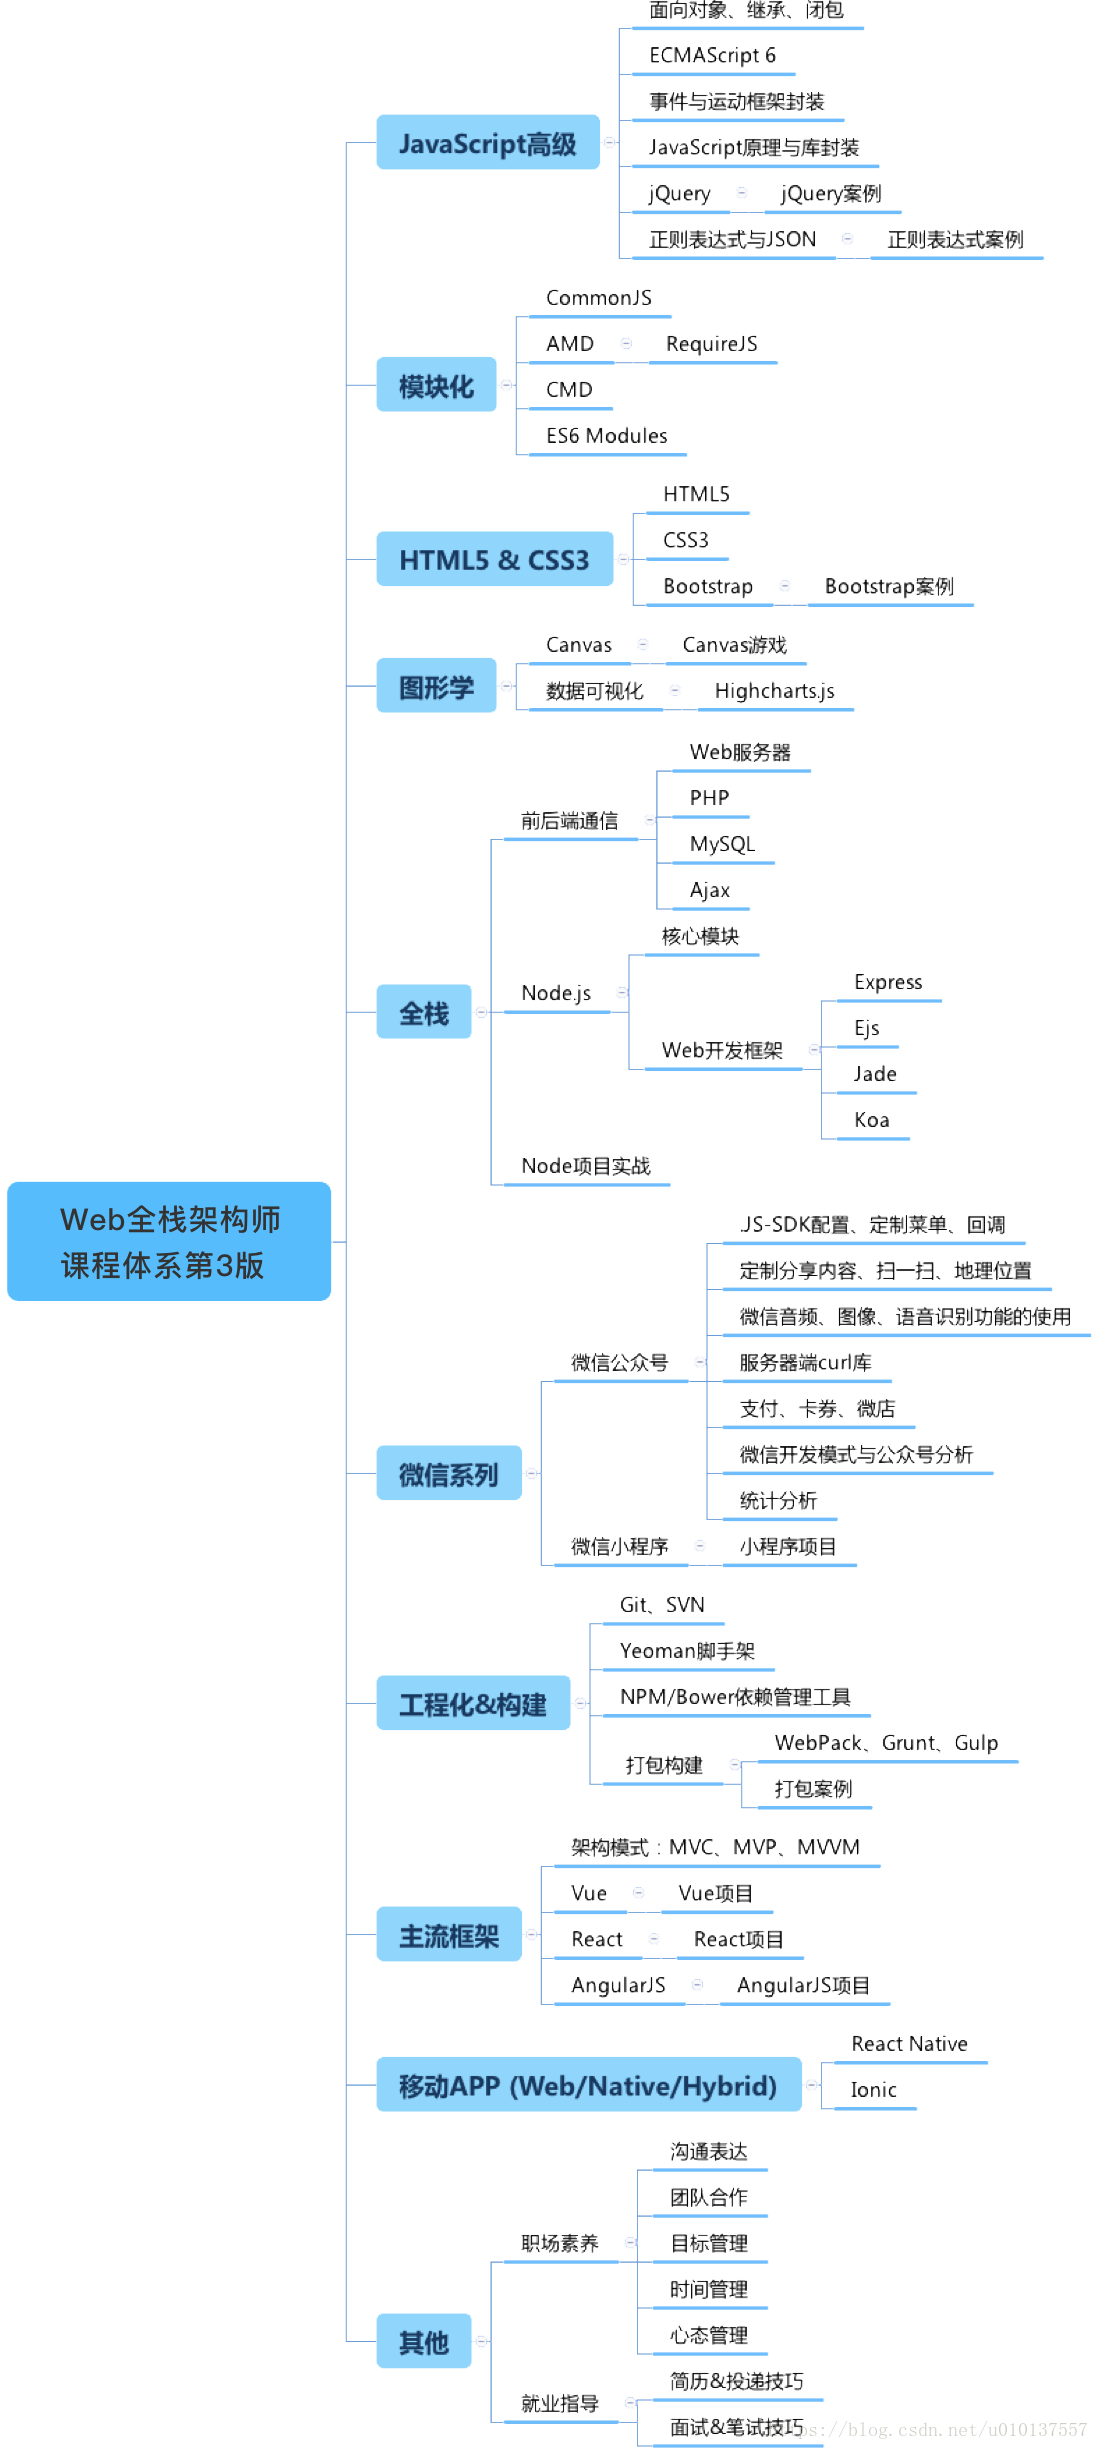 面向对象、继承、闭包
ECMAScript 6
事件与运动框架封装
JavaScript高级
JavaScript原理与库封装
jQuery
jQuery案例
正则表达式与JSON
正则表达式案例
CommonJS
AMD
RequireJS
模块化
CMD
ES6 Modules
HTML5
CSS3
HTML5 & CSS3
Bootstrap
Bootstrap案例
Canvas
Canvas游戏
图形学
数据可视化
Highcharts.js
Web服务器
PHP
前后端通信
MySQL
Ajax
核心模块
Node.js
全栈
Express
Ejs
Web开发框架
Jade
Koa
Node项目实战
Web全栈架构师
课程体系第3版
JS-SDK配置、定制菜单、回调
定制分享内容、扫一扫、地理位置
微信音频、图像、语音识别功能的使用
微信公众号
服务器端curl库
支付、卡券、微店
微信开发模式与公众号分析
微信系列
统计分析
微信小程序
小程序项目
Git、SVN
Yeoman脚手架
NPM/Bower依赖管理工具
工程化&构建
WebPack、Grunt、Gulp
打包构建
打包案例
架构模式：MVC、MVP、MVVM
Vue
Vue项目
主流框架
React
React项目
AngularJS
AngularJS项目
React Native
移动APP (Web/Native/Hybrid)
Ionic
沟通表达
团队合作
职场素养
目标管理
时间管理
心态管理
其他
简历&投递技巧
就业指导
面试&笔试技巧
https://blog.csdn.net/u010137557